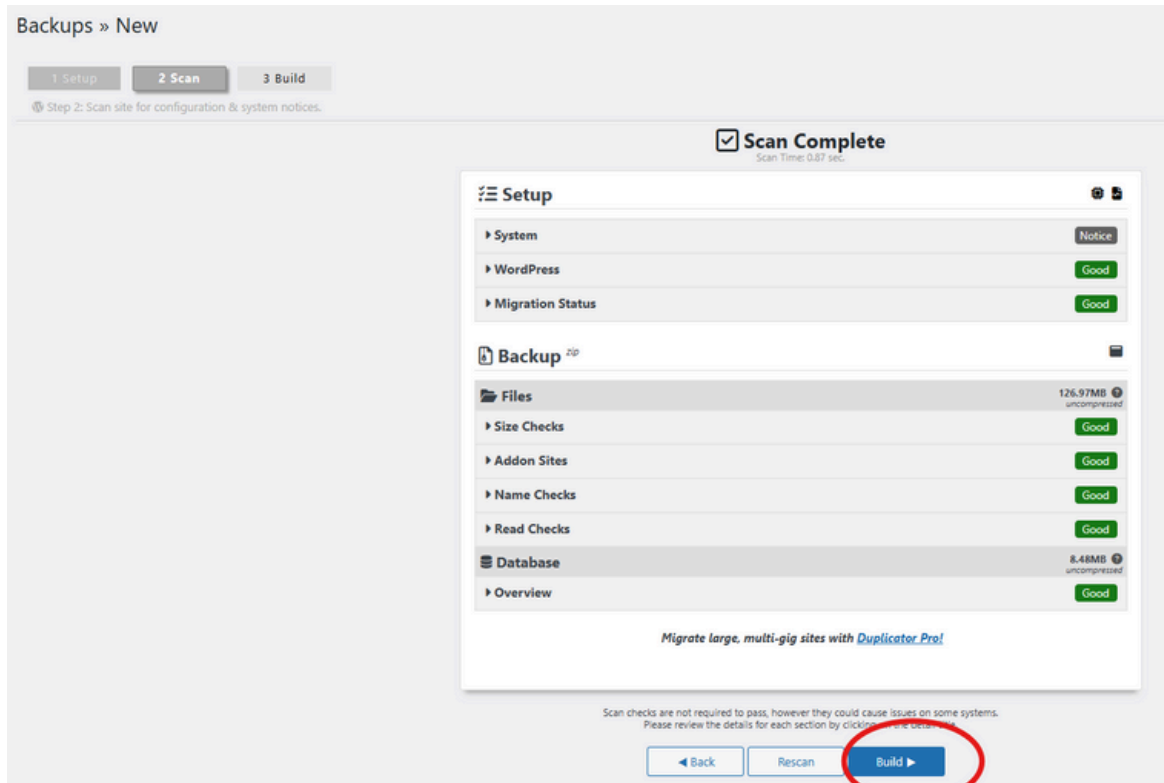 Backups » New
1 Setup
2 Scan
3 Build
Step 2: Scan site for configuration & system notices.
Scan Complete
Scan Time: 0.87 sec.
Setup
System
Notice
WordPress
Good
Migration Status
Good
Backup zip
Files
126.97MB
uncompressed
Size Checks
Good
Addon Sites
Good
Name Checks
Good
Read Checks
Good
Database
8.48MB
uncompressed
Overview
Good
Migrate large, multi-gig sites with Duplicator Pro!
Scan checks are not required to pass, however they could cause issues on some systems.
Please review the details for each section by clicking on the detail title.
Back
Rescan
Build